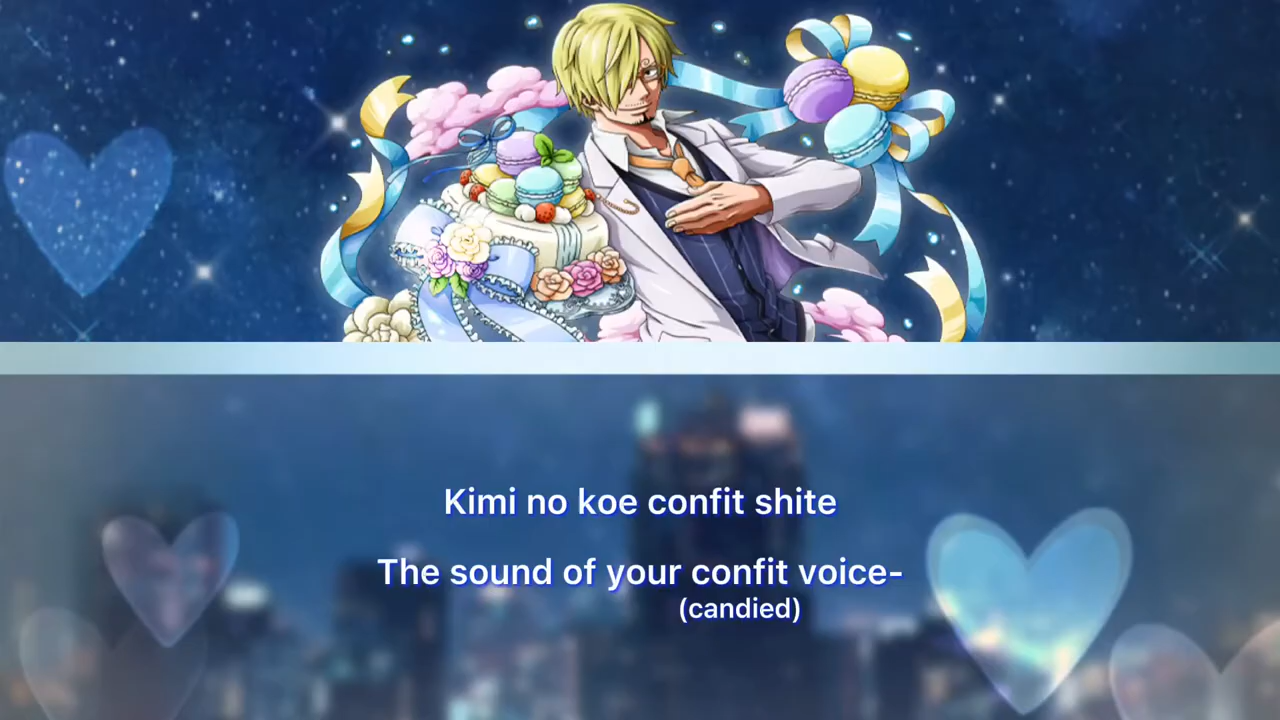 Kimi no koe confit shite
The sound of your confit voice-
(candied)